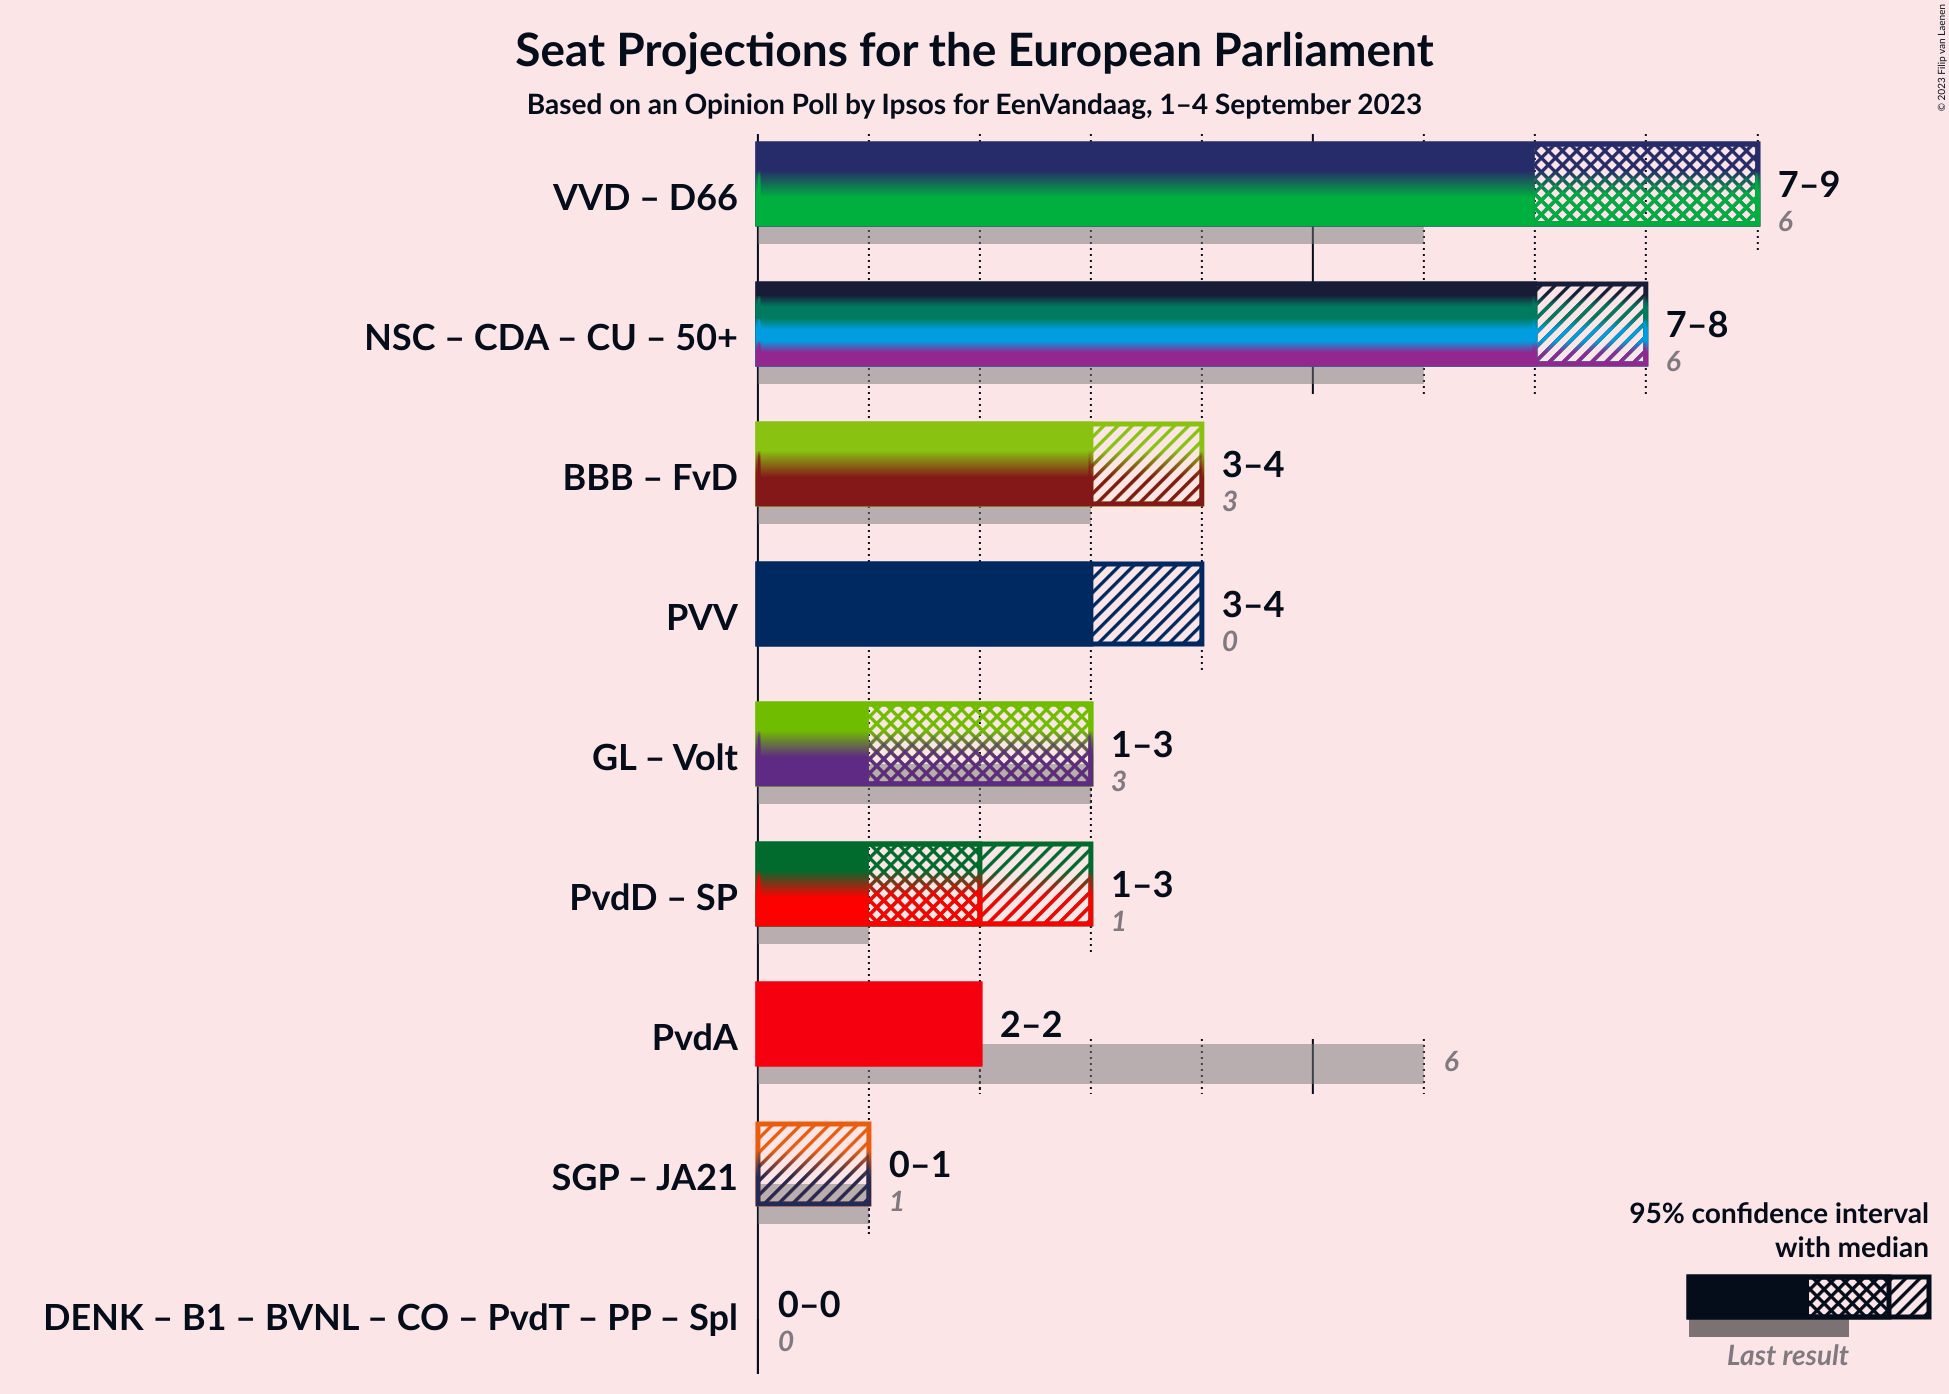 Seat Projections for the European Parliament
Based on an Opinion Poll by Ipsos for EenVandaag, 1–4 September 2023
© 2023 Filip van Laenen
VVD – D66
7–9
6
NSC – CDA – CU – 50+
7–8
6
BBB – FvD
3–4
3
PVV
3–4
0
GL – Volt
1–3
3
PvdD – SP
1–3
1
PvdA
2–2
6
SGP – JA21
0–1
1
DENK – B1 – BVNL – CO – PvdT – PP – Spl
0–0
0
95% confidence interval
with median
Last result